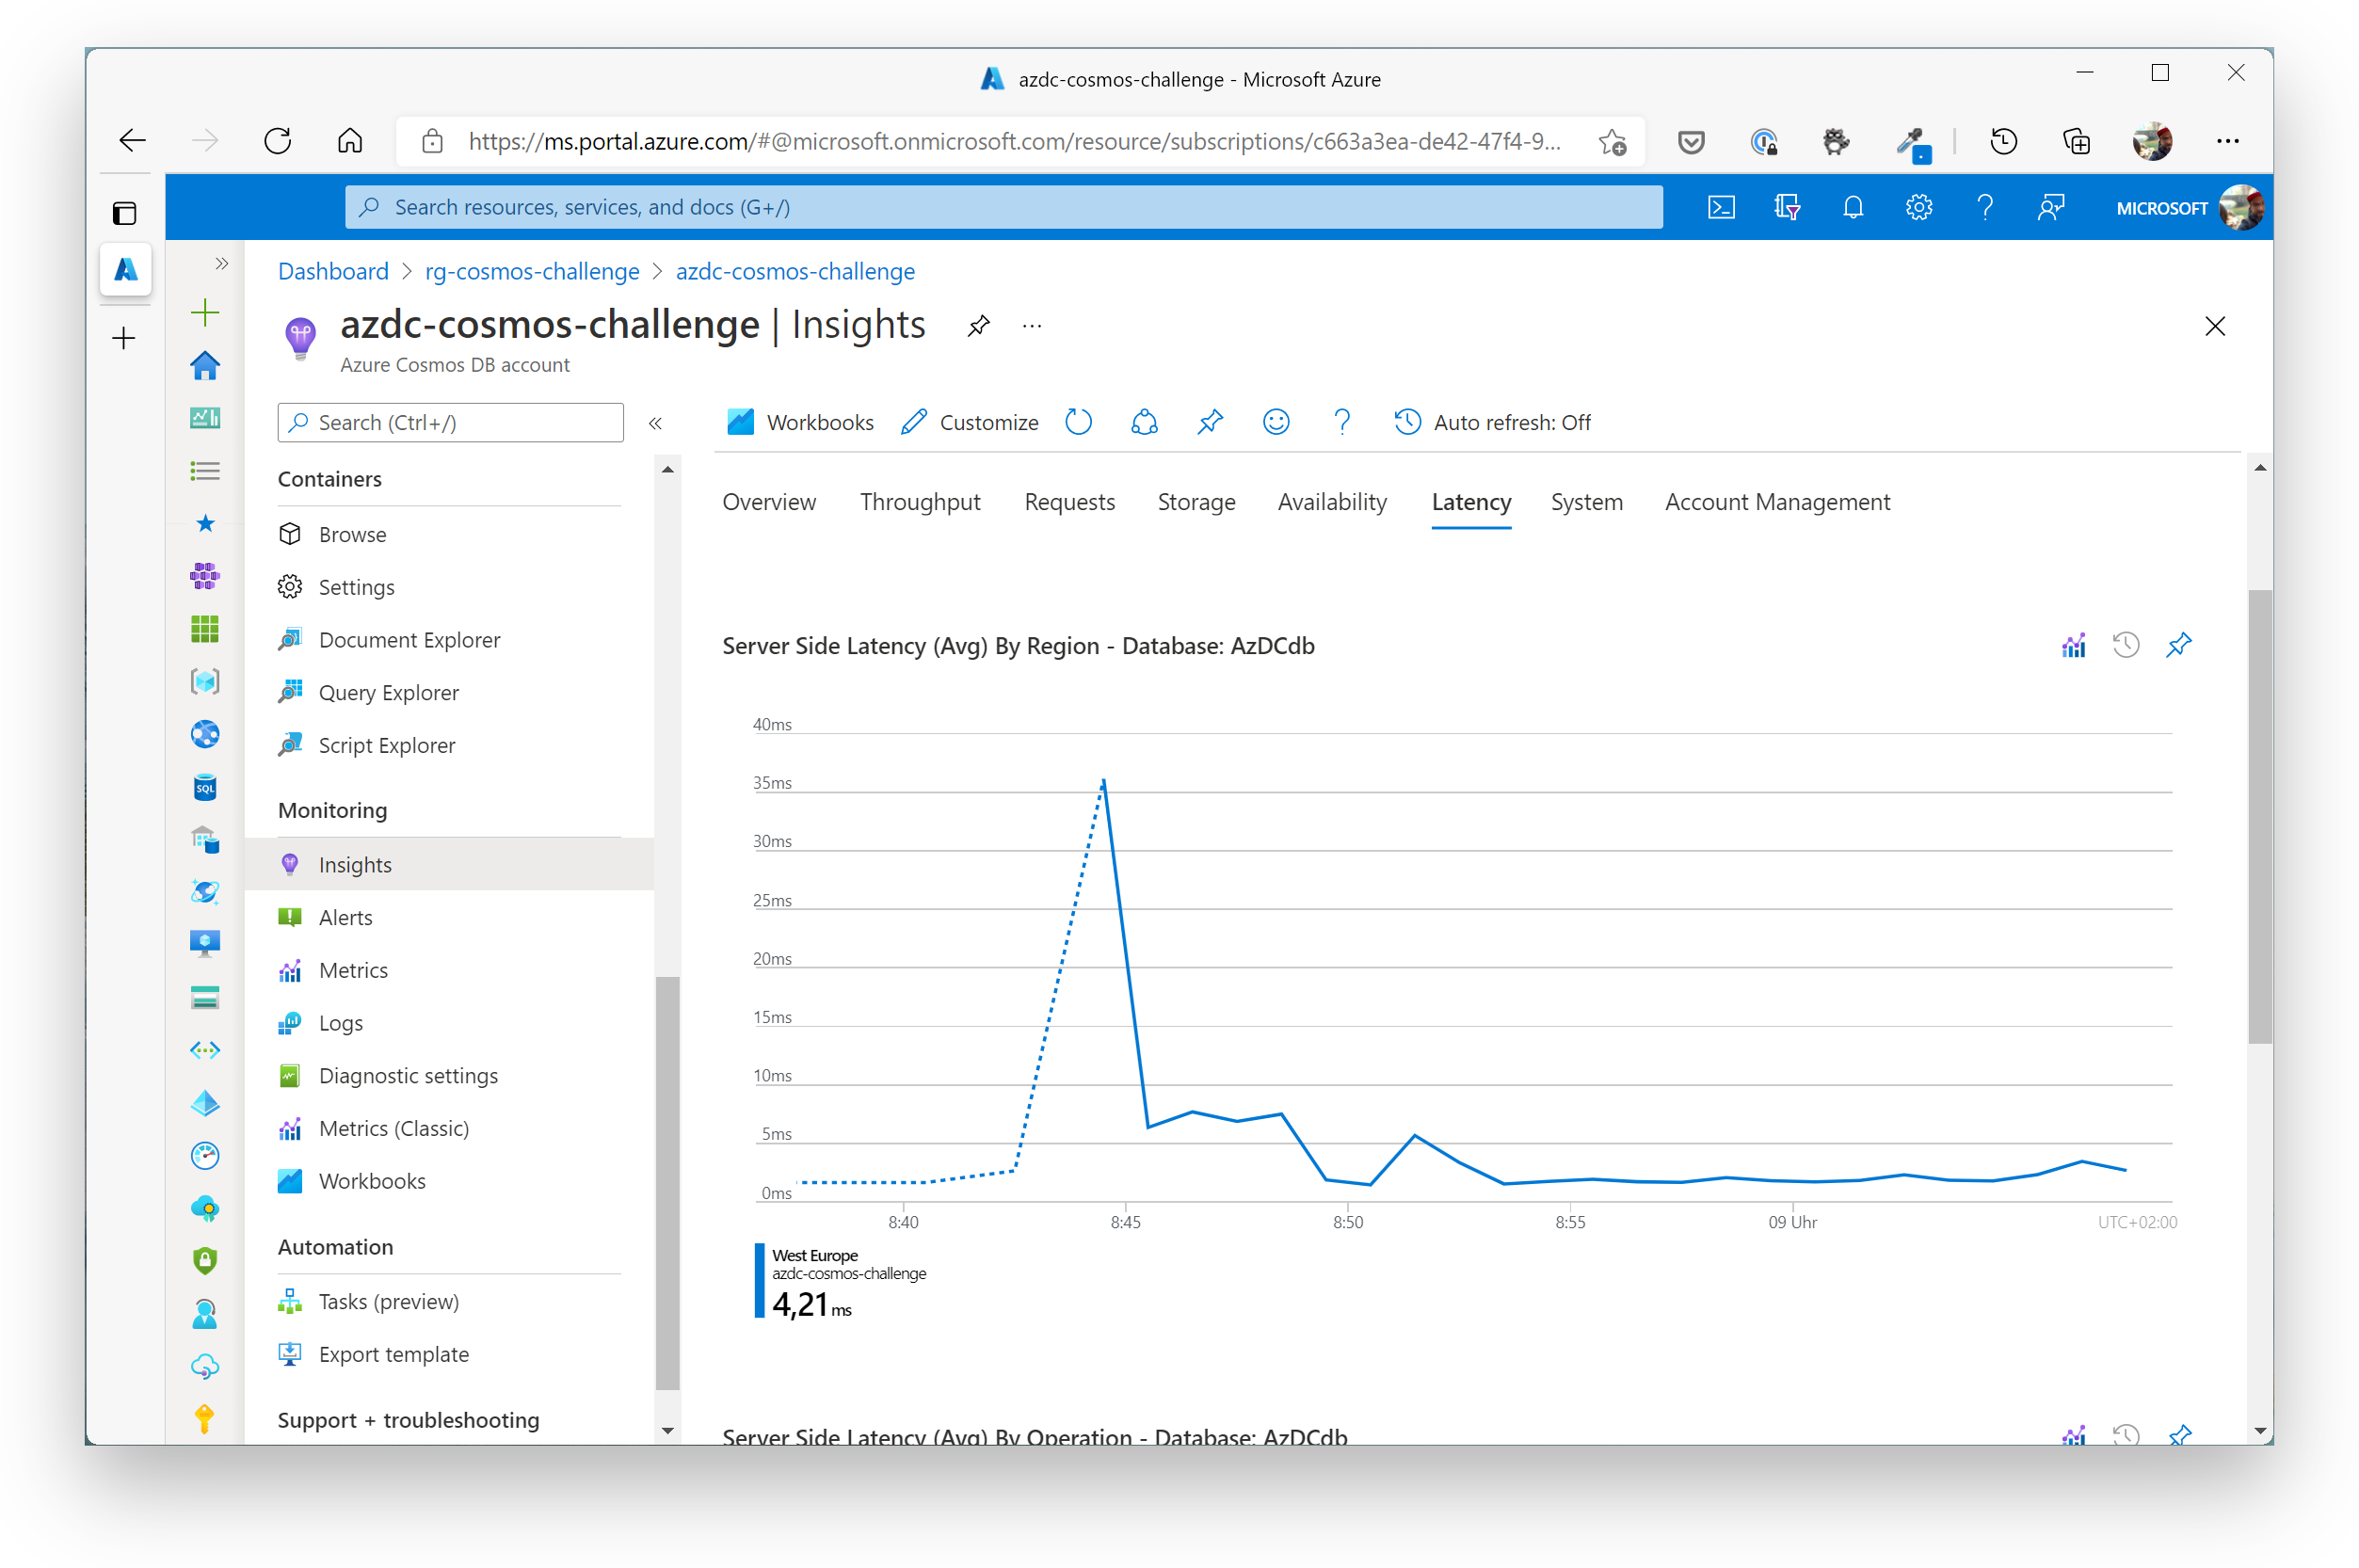 azdc-cosmos-challenge - Microsoft Azure
https://ms.portal.azure.com/#@microsoft.onmicrosoft.com/resource/subscriptions/c663a3ea-de42-47f4-9...
Search resources, services, and docs (G+/)
MICROSOFT
Dashboard > rg-cosmos-challenge > azdc-cosmos-challenge
azdc-cosmos-challenge | Insights
Azure Cosmos DB account
Search (Ctrl+/)
Containers
Browse
Settings
Document Explorer
Query Explorer
Script Explorer
Monitoring
Insights
Alerts
Metrics
Logs
Diagnostic settings
Metrics (Classic)
Workbooks
Automation
Tasks (preview)
Export template
Support + troubleshooting
SQL
Workbooks
Customize
Auto refresh: Off
Overview
Throughput
Requests
Storage
Availability
Latency
System
Account Management
Server Side Latency (Avg) By Region - Database: AzDCdb
40ms
35ms
30ms
25ms
20ms
15ms
10ms
5ms
0ms
8:40
8:45
8:50
8:55
09 Uhr
UTC+02:00
West Europe
azdc-cosmos-challenge
4,21 ms
Server Side Latency (Avg) By Operation - Database: AzDCdb